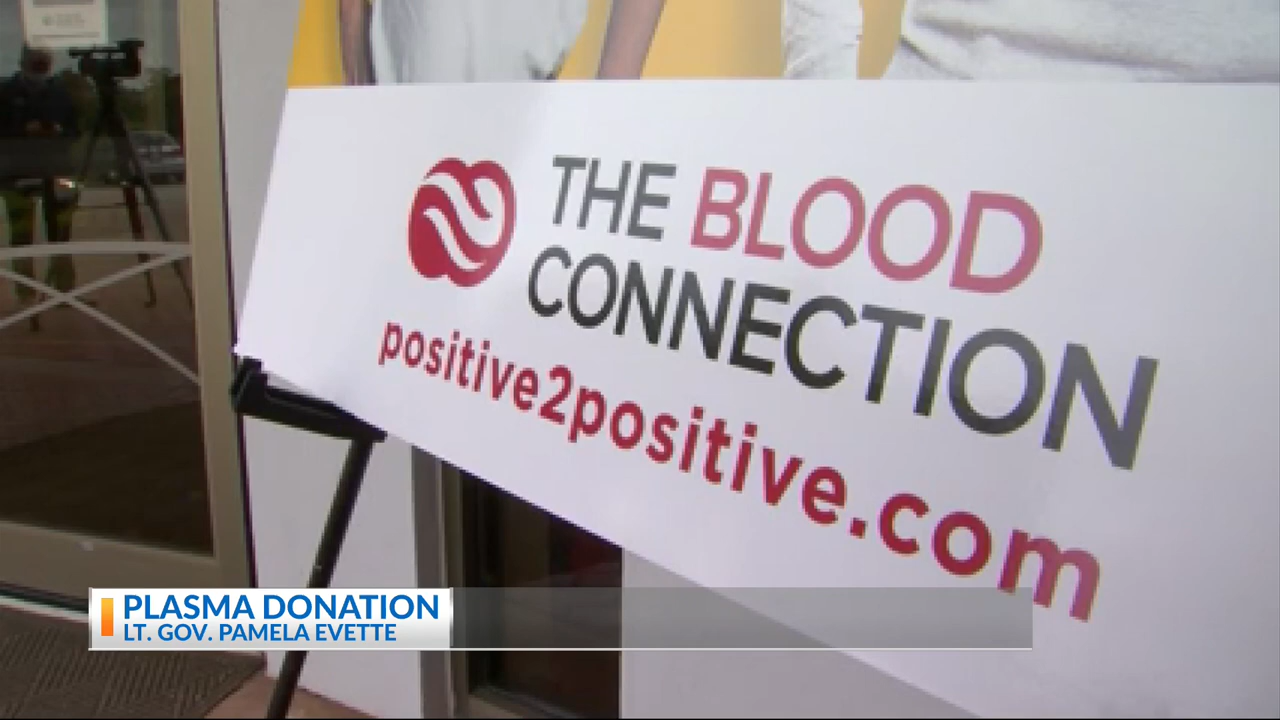 THE BLOOD
CONNECTION
positive2positive.com
PLASMA DONATION
LT. GOV. PAMELA EVETTE